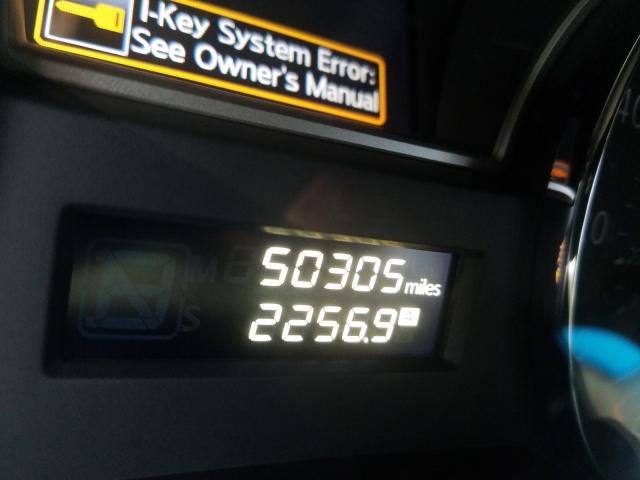 I-Key System Error:
See Owner's Manual
50305 miles
2256.9